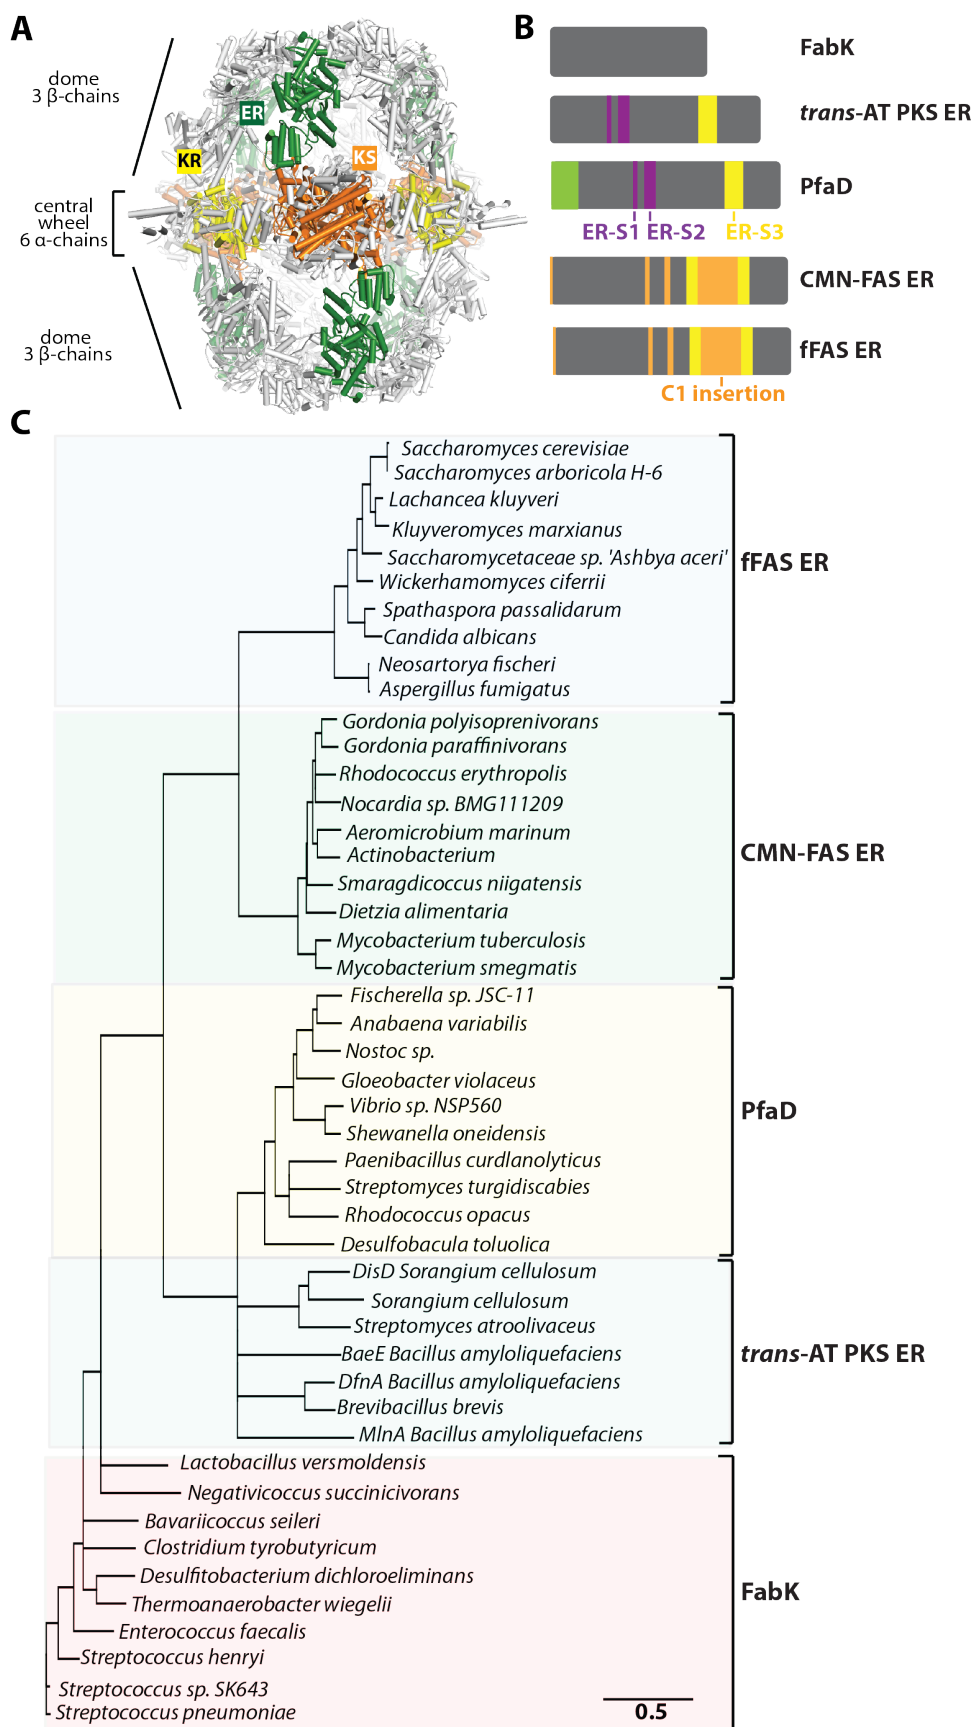 A
dome
3 β-chains
ER
KR
KS
central
wheel
6 α-chains
dome
3 β-chains
B
FabK
trans-AT PKS ER
PfaD
ER-S1
ER-S2
ER-S3
CMN-FAS ER
fFAS ER
C1 insertion
C
Saccharomyces cerevisiae
Saccharomyces arboricola H-6
Lachancea kluyveri
Kluyveromyces marxianus
Saccharomycetaceae sp. 'Ashbya aceri'
Wickerhamomyces ciferrii
Spathaspora passalidarum
Candida albicans
Neosartorya fischeri
Aspergillus fumigatus
fFAS ER
Gordonia polyisoprenivorans
Gordonia paraffinivorans
Rhodococcus erythropolis
Nocardia sp. BMG111209
Aeromicrobium marinum
Actinobacterium
Smaragdicoccus niigatensis
Dietzia alimentaria
Mycobacterium tuberculosis
Mycobacterium smegmatis
CMN-FAS ER
Fischerella sp. JSC-11
Anabaena variabilis
Nostoc sp.
Gloeobacter violaceus
Vibrio sp. NSP560
Shewanella oneidensis
Paenibacillus curdlanolyticus
Streptomyces turgidiscabies
Rhodococcus opacus
Desulfobacula toluolica
PfaD
DisD Sorangium cellulosum
Sorangium cellulosum
Streptomyces atroolivaceus
BaeE Bacillus amyloliquefaciens
DfnA Bacillus amyloliquefaciens
Brevibacillus brevis
MlnA Bacillus amyloliquefaciens
trans-AT PKS ER
Lactobacillus versmoldensis
Negativicoccus succinicivorans
Bavariicoccus seileri
Clostridium tyrobutyricum
Desulfitobacterium dichloroeliminans
Thermoanaerobacter wiegelii
Enterococcus faecalis
Streptococcus henryi
Streptococcus sp. SK643
Streptococcus pneumoniae
FabK
0.5